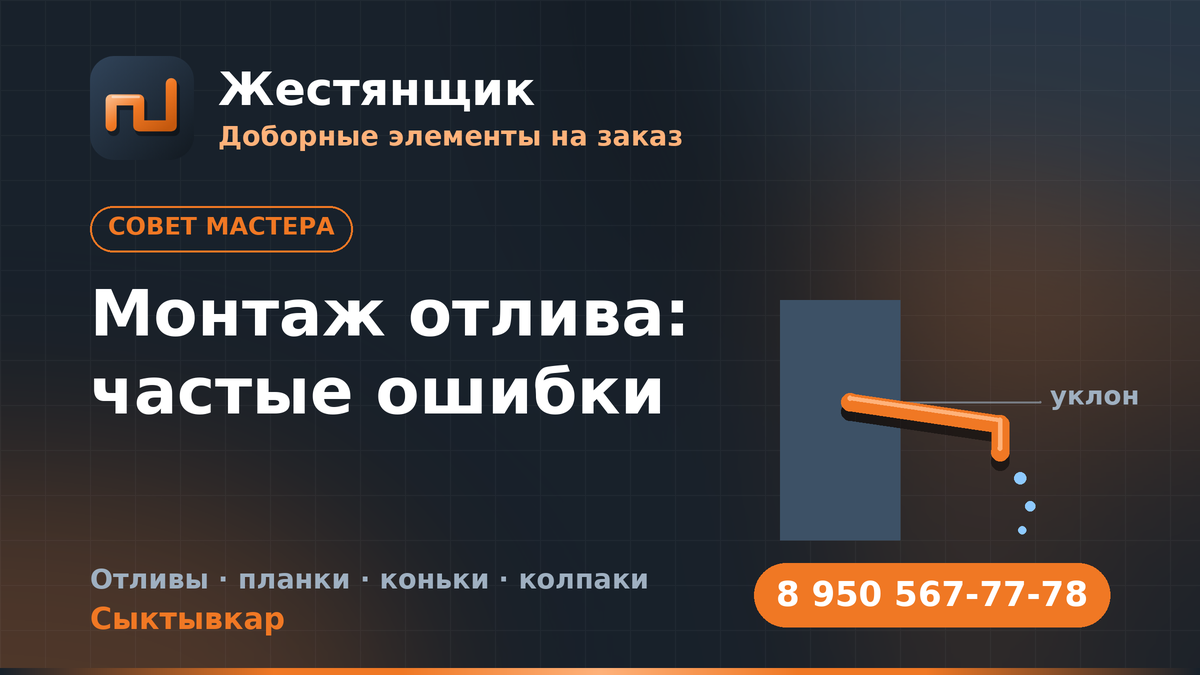 Жестянщик
Доборные элементы на заказ
СОВЕТ МАСТЕРА
Монтаж отлива:
частые ошибки
уклон
Отливы · планки · коньки · колпаки
Сыктывкар
8 950 567-77-78